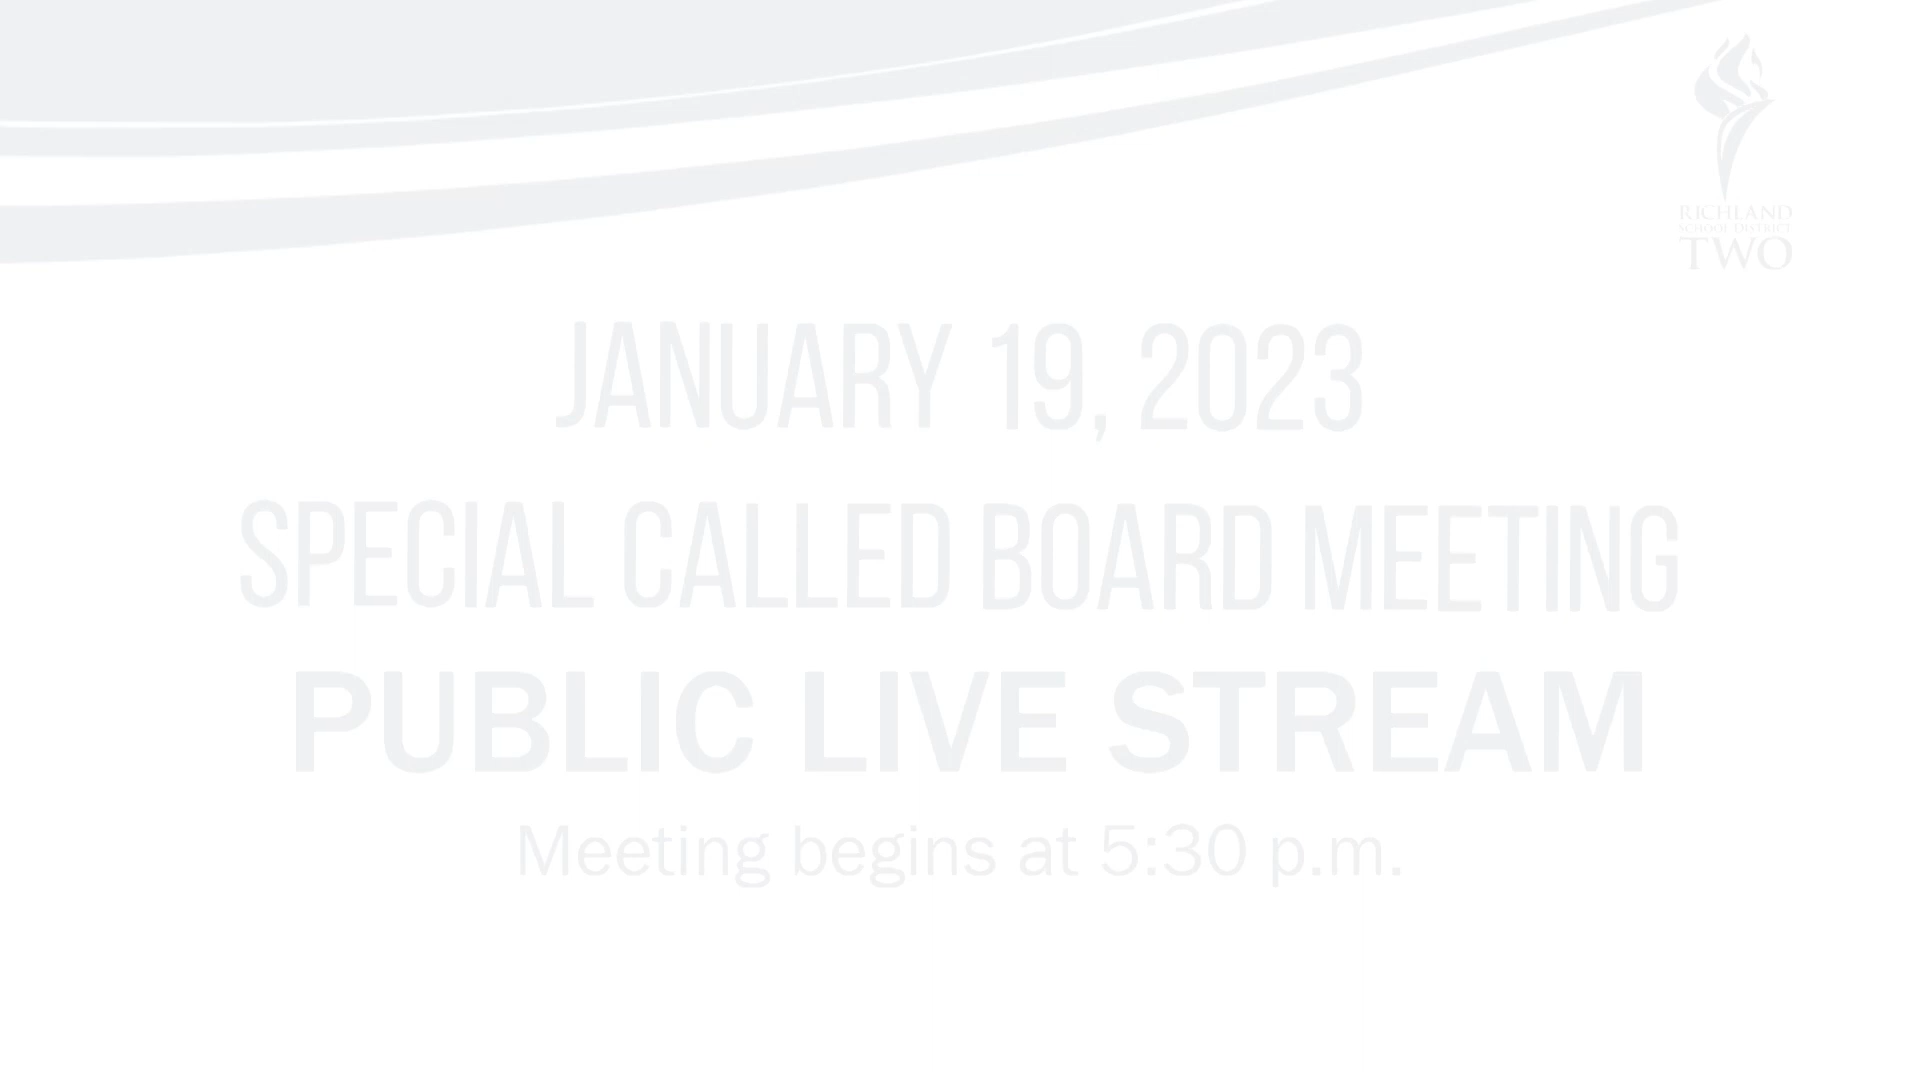 RICHLAND
SCHOOL DISTRICT
TWO
JANUARY 19, 2023
SPECIAL CALLED BOARD MEETING
PUBLIC LIVE STREAM
Meeting begins at 5:30 p.m.